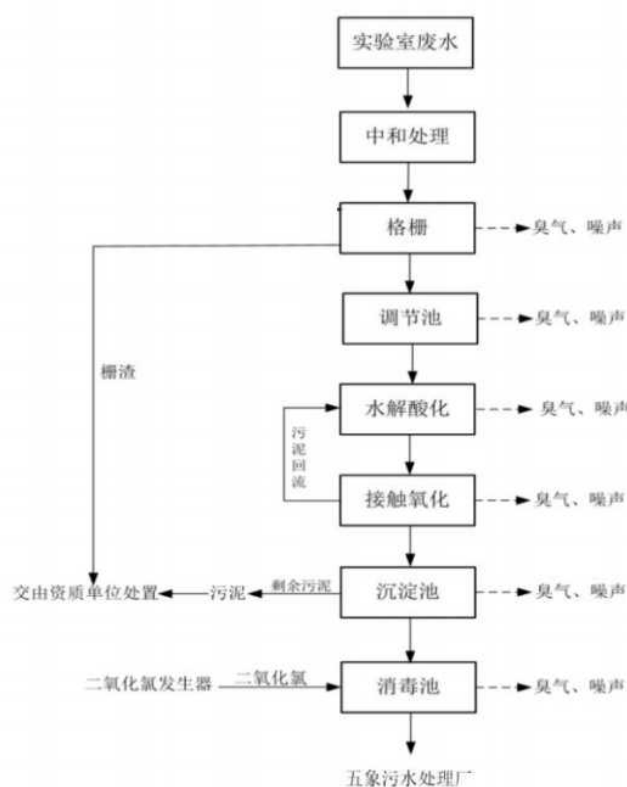 实验室废水
中和处理
格栅
臭气、噪声
调节池
臭气、噪声
栅渣
水解酸化
臭气、噪声
污泥回流
接触氧化
臭气、噪声
交由资质单位处置
污泥
剩余污泥
沉淀池
臭气、噪声
二氧化氯发生器
二氧化氯
消毒池
臭气、噪声
五象污水处理厂